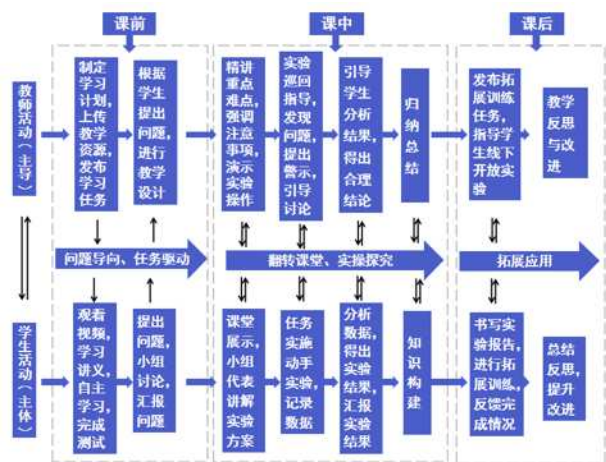 课前
课中
课后
教师活动（主导）
制定
学习
计划，
上传
教学
资源，
发布
学习
任务
根据
学生
提出
问题，
进行
教学
设计
精讲
重点
难点，
强调
注意
事项，
演示
实验
操作
实验
巡回
指导，
发现
问题，
提出
警示，
引导
讨论
引导
学生
分析
结果，
得出
合理
结论
归
纳
总
结
发布拓
展训练
任务，
指导学
生线下
开放实
验
教学
反思
与改
进
问题导向、任务驱动
翻转课堂、实操探究
拓展应用
学生活动（主体）
观看
视频，
学习
讲义，
自主
学习，
完成
测试
提出
问题，
小组
讨论，
汇报
问题
课堂
展示，
小组
代表
讲解
实验
方案
任务
实施
动手
实验，
记录
数据
分析
数据，
得出
实验
结果，
汇报
实验
结果
知
识
构
建
书写实
验报告，
进行拓
展训练，
反馈完
成情况
总结
反思，
提升
改进